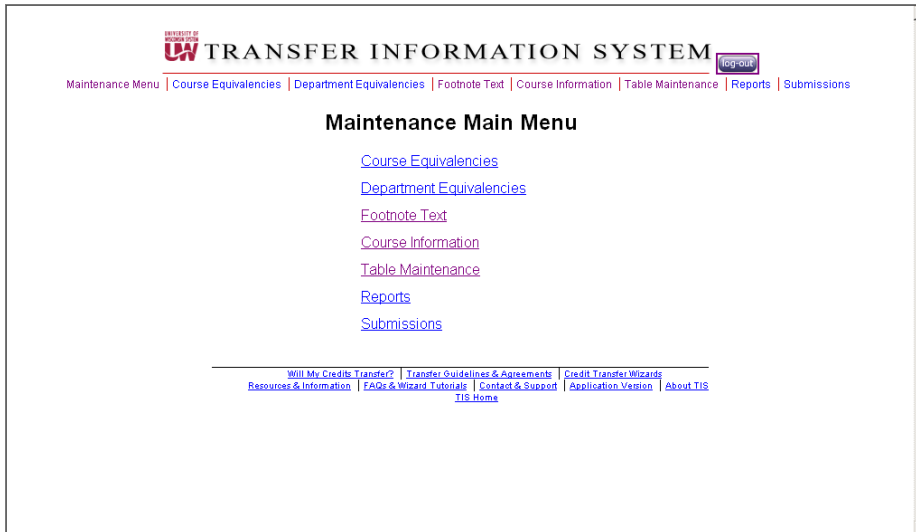 UNIVERSITY OF
WISCONSIN SYSTEM
UW TRANSFER INFORMATION SYSTEM log-out
Maintenance Menu | Course Equivalencies | Department Equivalencies | Footnote Text | Course Information | Table Maintenance | Reports | Submissions
Maintenance Main Menu
Course Equivalencies
Department Equivalencies
Footnote Text
Course Information
Table Maintenance
Reports
Submissions
Will My Credits Transfer? | Transfer Guidelines & Agreements | Credit Transfer Wizards
Resources & Information | FAQs & Wizard Tutorials | Contact & Support | Application Version | About TIS
TIS Home